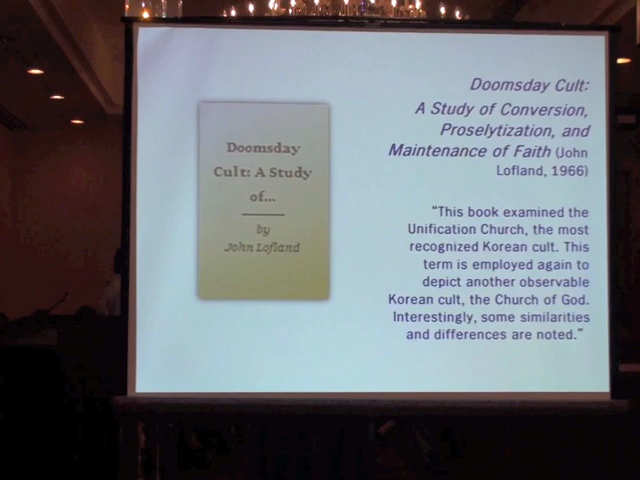 Doomsday
Cult: A Study
of...
by
John Lofland
Doomsday Cult:
A Study of Conversion,
Proselytization, and
Maintenance of Faith (John
Lofland, 1966)
“This book examined the
Unification Church, the most
recognized Korean cult. This
term is employed again to
depict another observable
Korean cult, the Church of God.
Interestingly, some similarities
and differences are noted.”